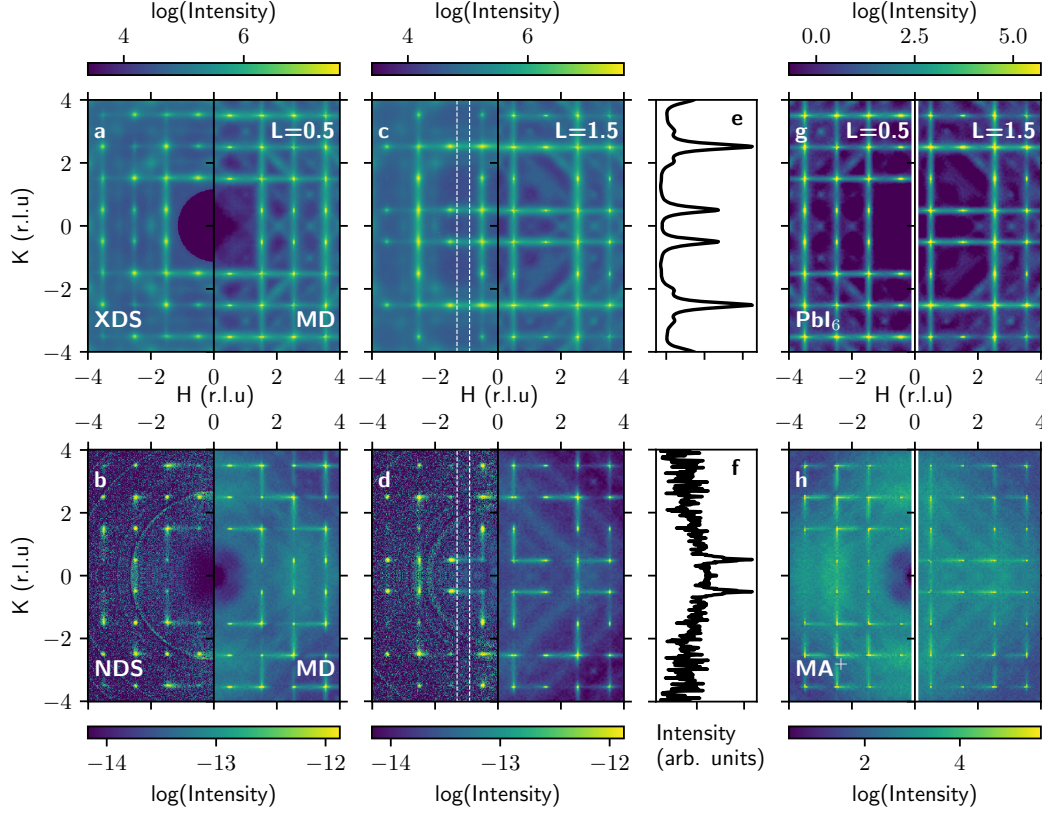 log(Intensity) log(Intensity) log(Intensity)
4 6 4 6 0.0 2.5 5.0
4 a L=0.5 c L=1.5 e g L=0.5 L=1.5
2
K (r.l.u)
0
−2
XDS MD PbI₆
−4
−4 −2 0 2 4 −2 0 2 4 −4 −2 0 2 4
H (r.l.u) H (r.l.u) H (r.l.u)
−4 −2 0 2 −4 −2 0 2 4 −4 −2 0 2 4
4 b d f h
2
K (r.l.u)
0
−2
NDS MD MA⁺
−4
Intensity
(arb. units)
−14 −13 −12 −14 −13 −12 2 4
log(Intensity) log(Intensity) log(Intensity)